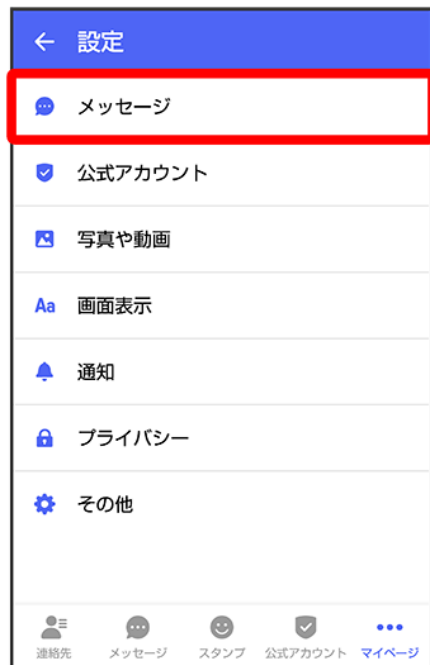 設定
メッセージ
公式アカウント
写真や動画
Aa 画面表示
通知
プライバシー
その他
連絡先 メッセージ スタンプ 公式アカウント マイページ